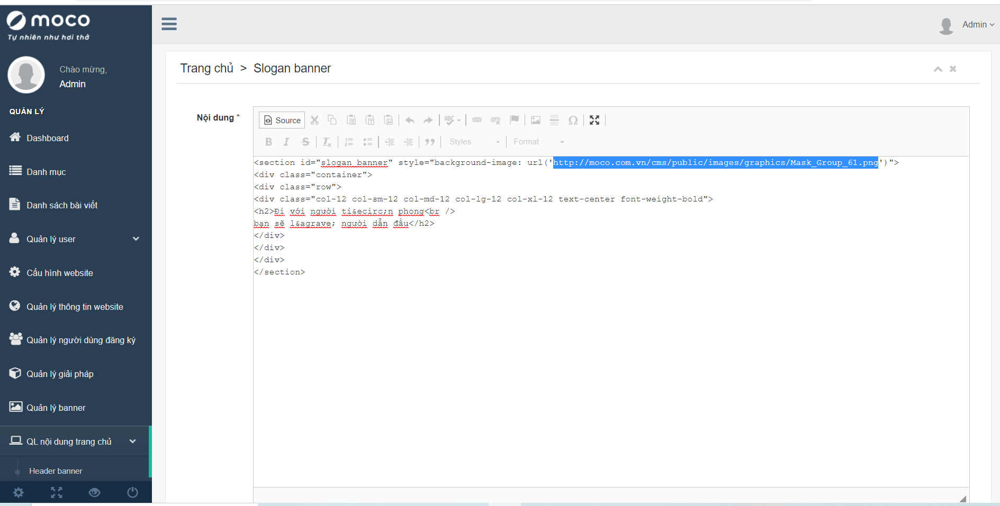 moco
Tự nhiên như hơi thở
Admin
Chào mừng,
Admin
QUẢN LÝ
Dashboard
Danh mục
Danh sách bài viết
Quản lý user
Cấu hình website
Quản lý thông tin website
Quản lý người dùng đăng ký
Quản lý giải pháp
Quản lý banner
QL nội dung trang chủ
Header banner
Trang chủ > Slogan banner
Nội dung *
Source
ABC
B I S Ix
Styles
Format
<section id="slogan_banner" style="background-image: url('http://moco.com.vn/cms/public/images/graphics/Mask_Group_61.png')">
<div class="container">
<div class="row">
<div class="col-12 col-sm-12 col-md-12 col-lg-12 col-xl-12 text-center font-weight-bold">
<h2>Đi với người ti&ecirc;n phong<br />
bạn sẽ l&agrave; người dẫn đầu</h2>
</div>
</div>
</div>
</section>